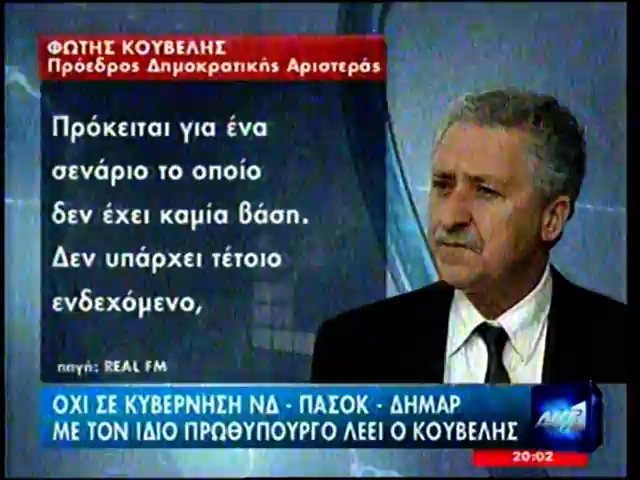 ΦΩΤΗΣ ΚΟΥΒΕΛΗΣ
Πρόεδρος Δημοκρατικής Αριστεράς
Πρόκειται για ένα
σενάριο το οποίο
δεν έχει καμία βάση.
Δεν υπάρχει τέτοιο
ενδεχόμενο,
πηγή: REAL FM
ΟΧΙ ΣΕ ΚΥΒΕΡΝΗΣΗ ΝΔ - ΠΑΣΟΚ - ΔΗΜΑΡ
ΜΕ ΤΟΝ ΙΔΙΟ ΠΡΩΘΥΠΟΥΡΓΟ ΛΕΕΙ Ο ΚΟΥΒΕΛΗΣ
20:02